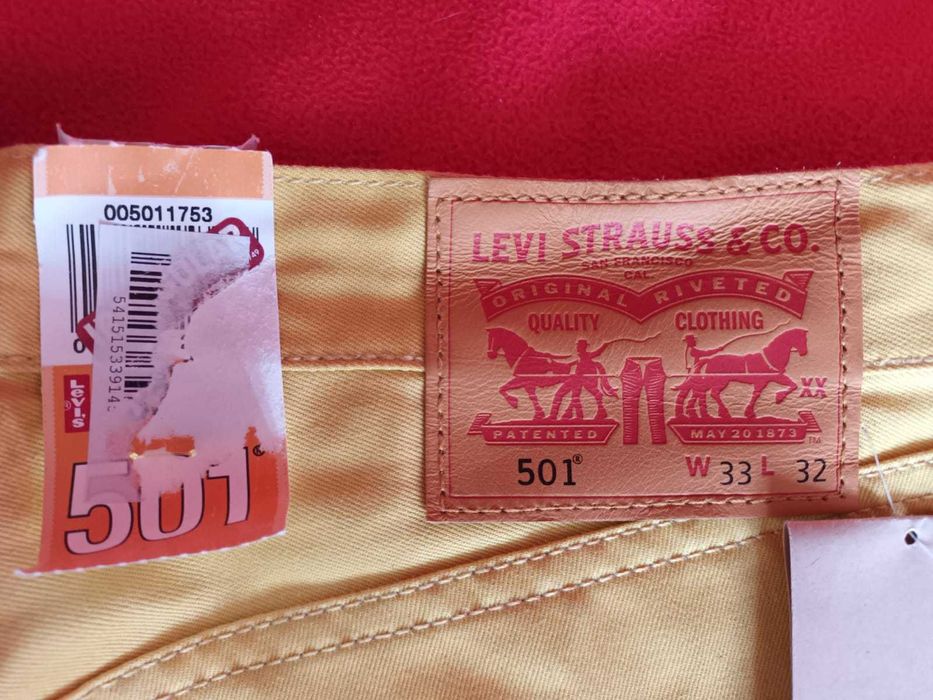 005011753
5415153391
Levi's
501®
LEVI STRAUSS & CO.
SAN FRANCISCO
CAL.
ORIGINAL RIVETED
QUALITY CLOTHING
XX
PATENTED MAY 20 1873 TM
501® W 33 L 32